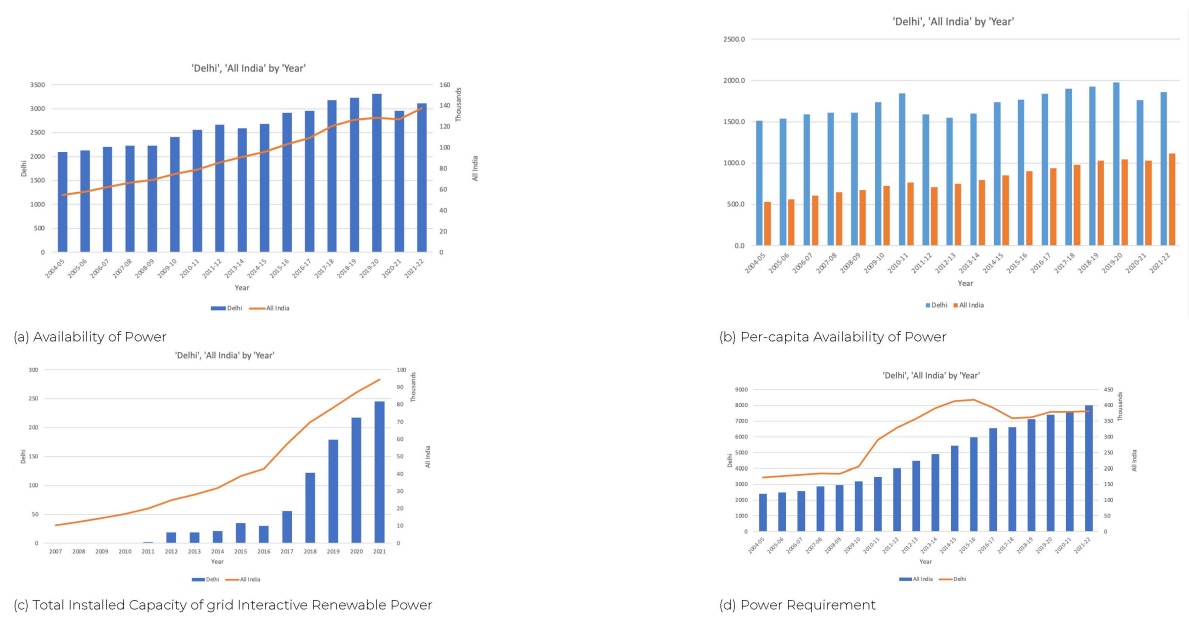 'Delhi', 'All India' by 'Year'
3500
3000
2500
2000
1500
1000
500
0
Delhi
160
140
120
100
80
60
40
20
0
Thousands
All India
2004-05 2005-06 2006-07 2007-08 2008-09 2009-10 2010-11 2011-12 2013-14 2014-15 2015-16 2016-17 2017-18 2018-19 2019-20 2020-21 2021-22
Year
Delhi All India
(a) Availability of Power
'Delhi', 'All India' by 'Year'
2500.0
2000.0
1500.0
1000.0
500.0
0.0
2004-05 2005-06 2006-07 2007-08 2008-09 2009-10 2010-11 2011-12 2012-13 2013-14 2014-15 2015-16 2016-17 2017-18 2018-19 2019-20 2020-21 2021-22
Year
Delhi All India
(b) Per-capita Availability of Power
'Delhi', 'All India' by 'Year'
300
250
200
150
100
50
0
Delhi
100
90
80
70
60
50
40
30
20
10
0
Thousands
All India
2007 2008 2009 2010 2011 2012 2013 2014 2015 2016 2017 2018 2019 2020 2021
Year
Delhi All India
(c) Total Installed Capacity of grid Interactive Renewable Power
'Delhi', 'All India' by 'Year'
9000
8000
7000
6000
5000
4000
3000
2000
1000
0
Delhi
450
400
350
300
250
200
150
100
50
0
Thousands
All India
2004-05 2005-06 2006-07 2007-08 2008-09 2009-10 2010-11 2011-12 2012-13 2013-14 2014-15 2015-16 2016-17 2017-18 2018-19 2019-20 2020-21 2021-22
Year
All India Delhi
(d) Power Requirement